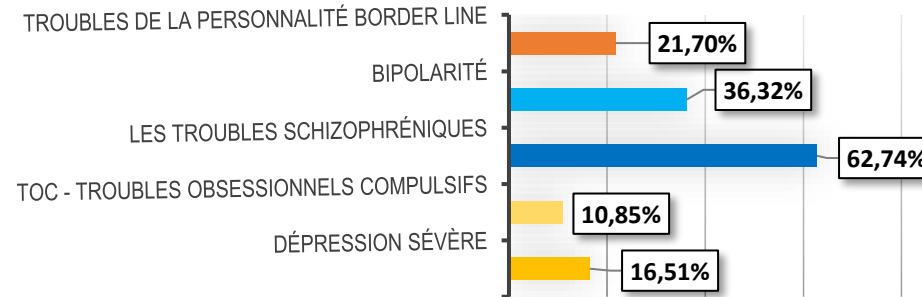 TROUBLES DE LA PERSONNALITÉ BORDER LINE
21,70%
BIPOLARITÉ
36,32%
LES TROUBLES SCHIZOPHRÉNIQUES
62,74%
TOC - TROUBLES OBSESSIONNELS COMPULSIFS
10,85%
DÉPRESSION SÉVÈRE
16,51%